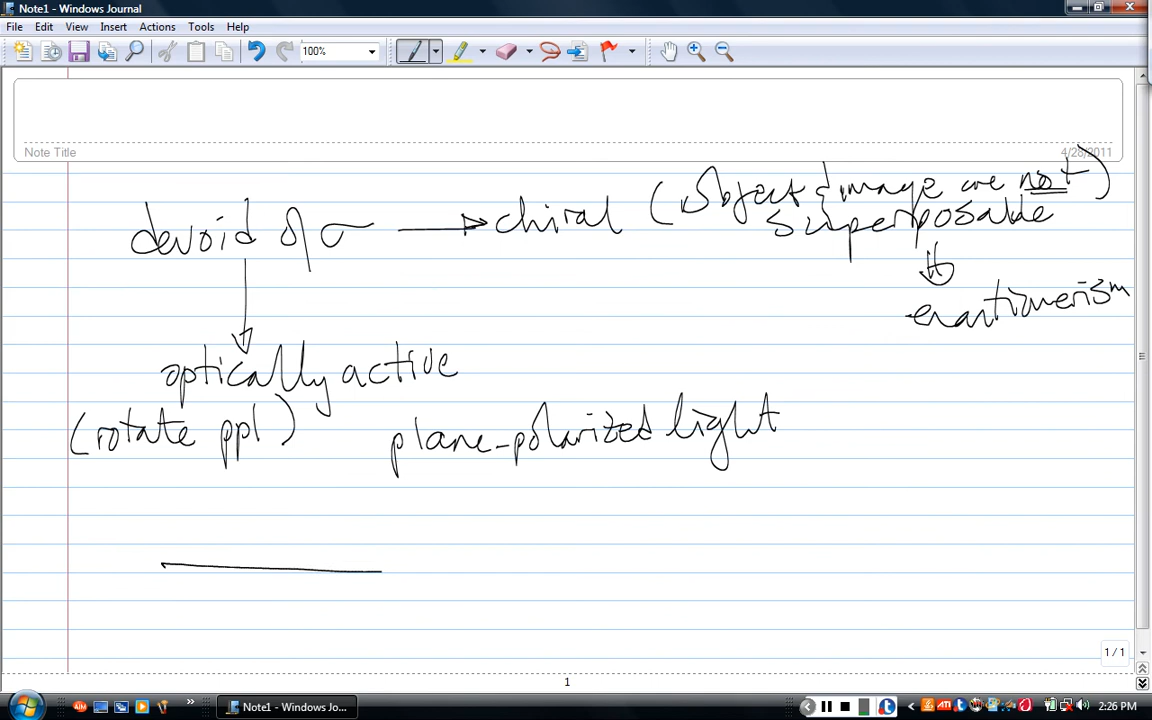 Note1 - Windows Journal
File Edit View Insert Actions Tools Help
100%
Note Title
4/28/2011
devoid of σ → chiral (object & image are not superposable)
↓
enantiomerism
↓
optically active
(rotate ppl) plane-polarized light
1/1
1
Note1 - Windows Jo...
2:26 PM